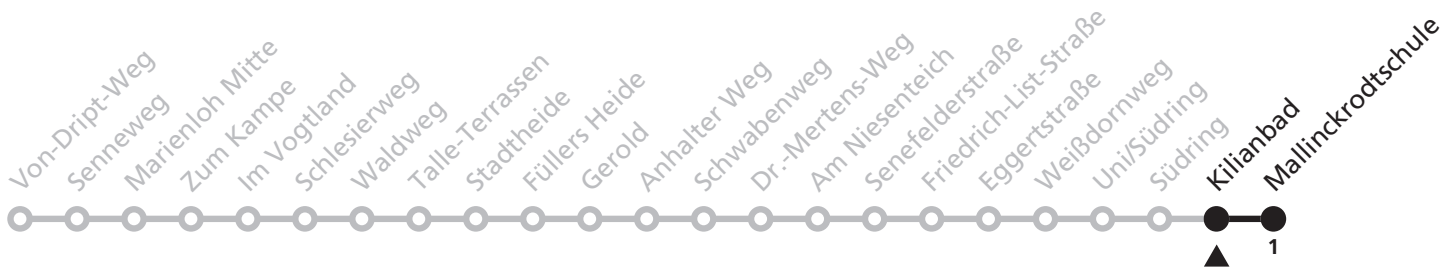 Von-Dript-Weg
Senneweg
Marienloh Mitte
Zum Kampe
Im Vogtland
Schlesierweg
Waldweg
Talle-Terrassen
Stadtheide
Füllers Heide
Gerold
Anhalter Weg
Schwabenweg
Dr.-Mertens-Weg
Am Niesenteich
Senefelderstraße
Friedrich-List-Straße
Eggertstraße
Weißdornweg
Uni/Südring
Südring
Kilianbad
Mallinckrodtschule
1